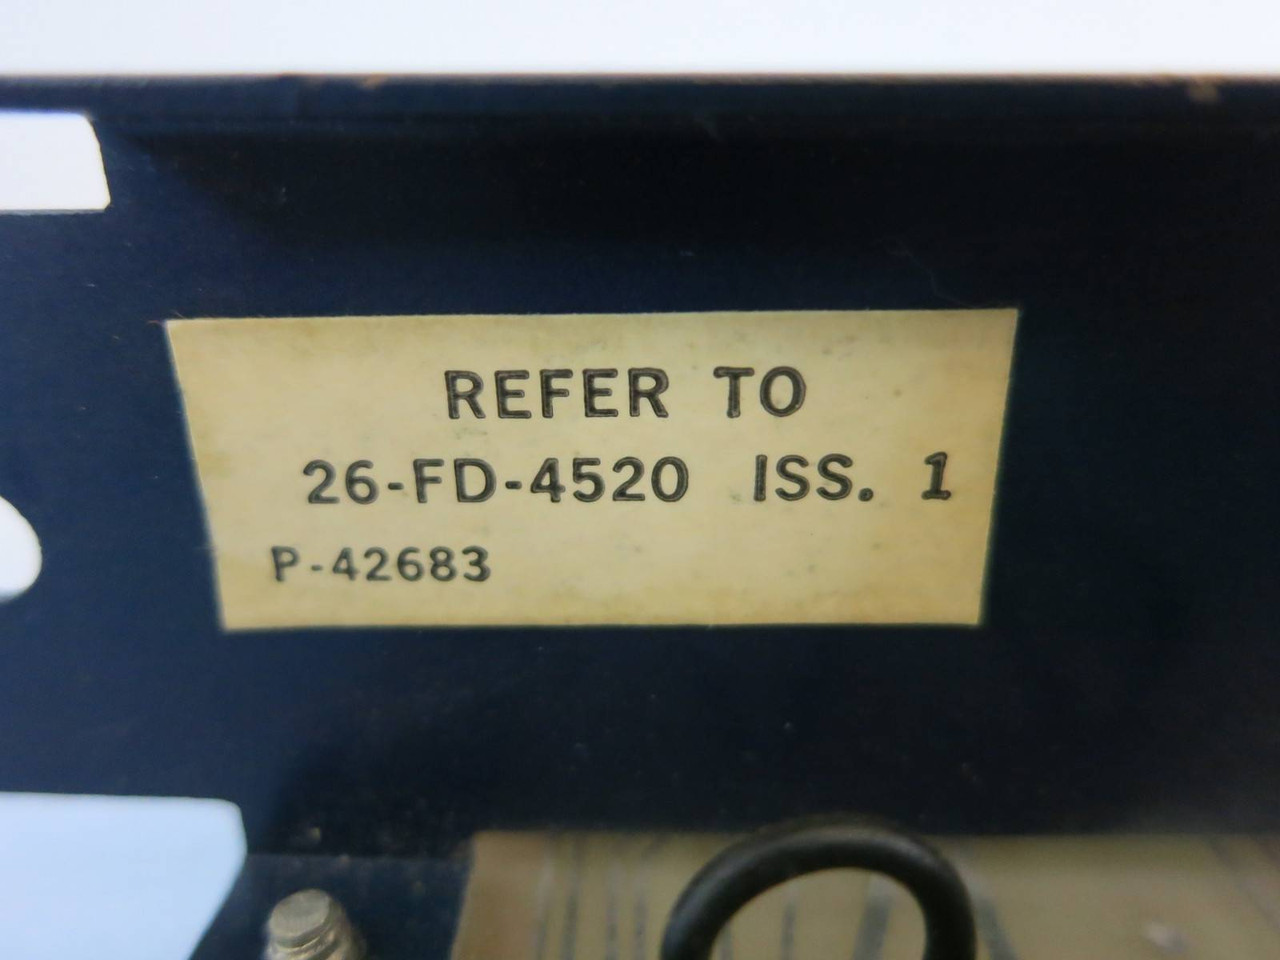 REFER TO
26-FD-4520 ISS. 1
P-42683